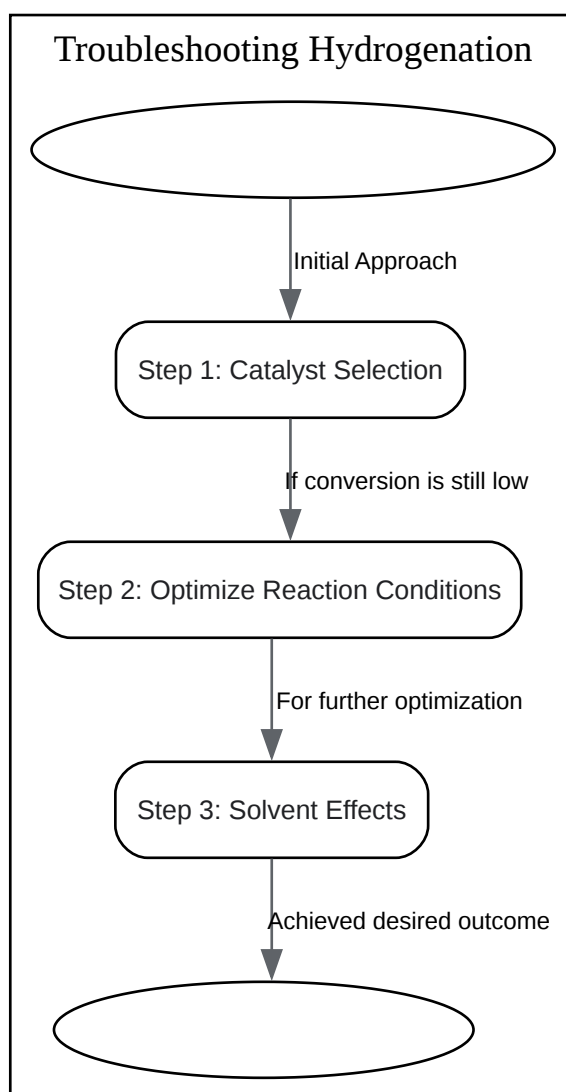 Troubleshooting Hydrogenation
Initial Approach
Step 1: Catalyst Selection
If conversion is still low
Step 2: Optimize Reaction Conditions
For further optimization
Step 3: Solvent Effects
Achieved desired outcome